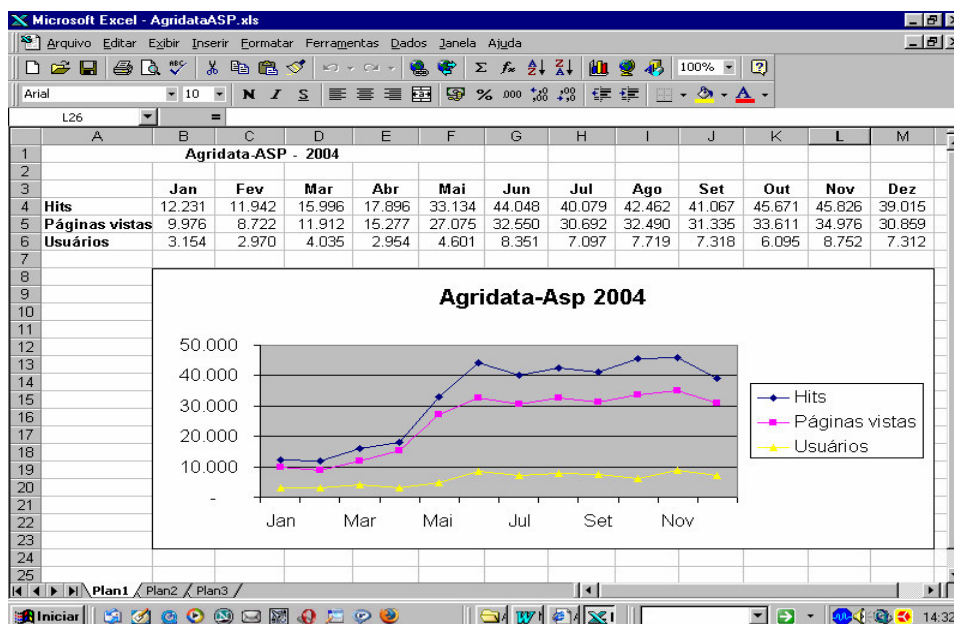 Microsoft Excel - AgridataASP.xls
Arquivo Editar Exibir Inserir Formatar Ferramentas Dados Janela Ajuda
100%
Arial 10 N I S % 000
L26 =
A B C D E F G H I J K L M
1 Agridata-ASP - 2004
2
3 Jan Fev Mar Abr Mai Jun Jul Ago Set Out Nov Dez
4 Hits 12.231 11.942 15.996 17.896 33.134 44.048 40.079 42.462 41.067 45.671 45.826 39.015
5 Páginas vistas 9.976 8.722 11.912 15.277 27.075 32.550 30.692 32.490 31.335 33.611 34.976 30.859
6 Usuários 3.154 2.970 4.035 2.954 4.601 8.351 7.097 7.719 7.318 6.095 8.752 7.312
7
8
9 Agridata-Asp 2004
10
11
12 50.000
13
14 40.000
15 Hits
16 30.000 Páginas vistas
17 20.000
18 Usuários
19 10.000
20 -
21
22 Jan Mar Mai Jul Set Nov
23
24
25
Plan1 Plan2 Plan3
Iniciar 14:32